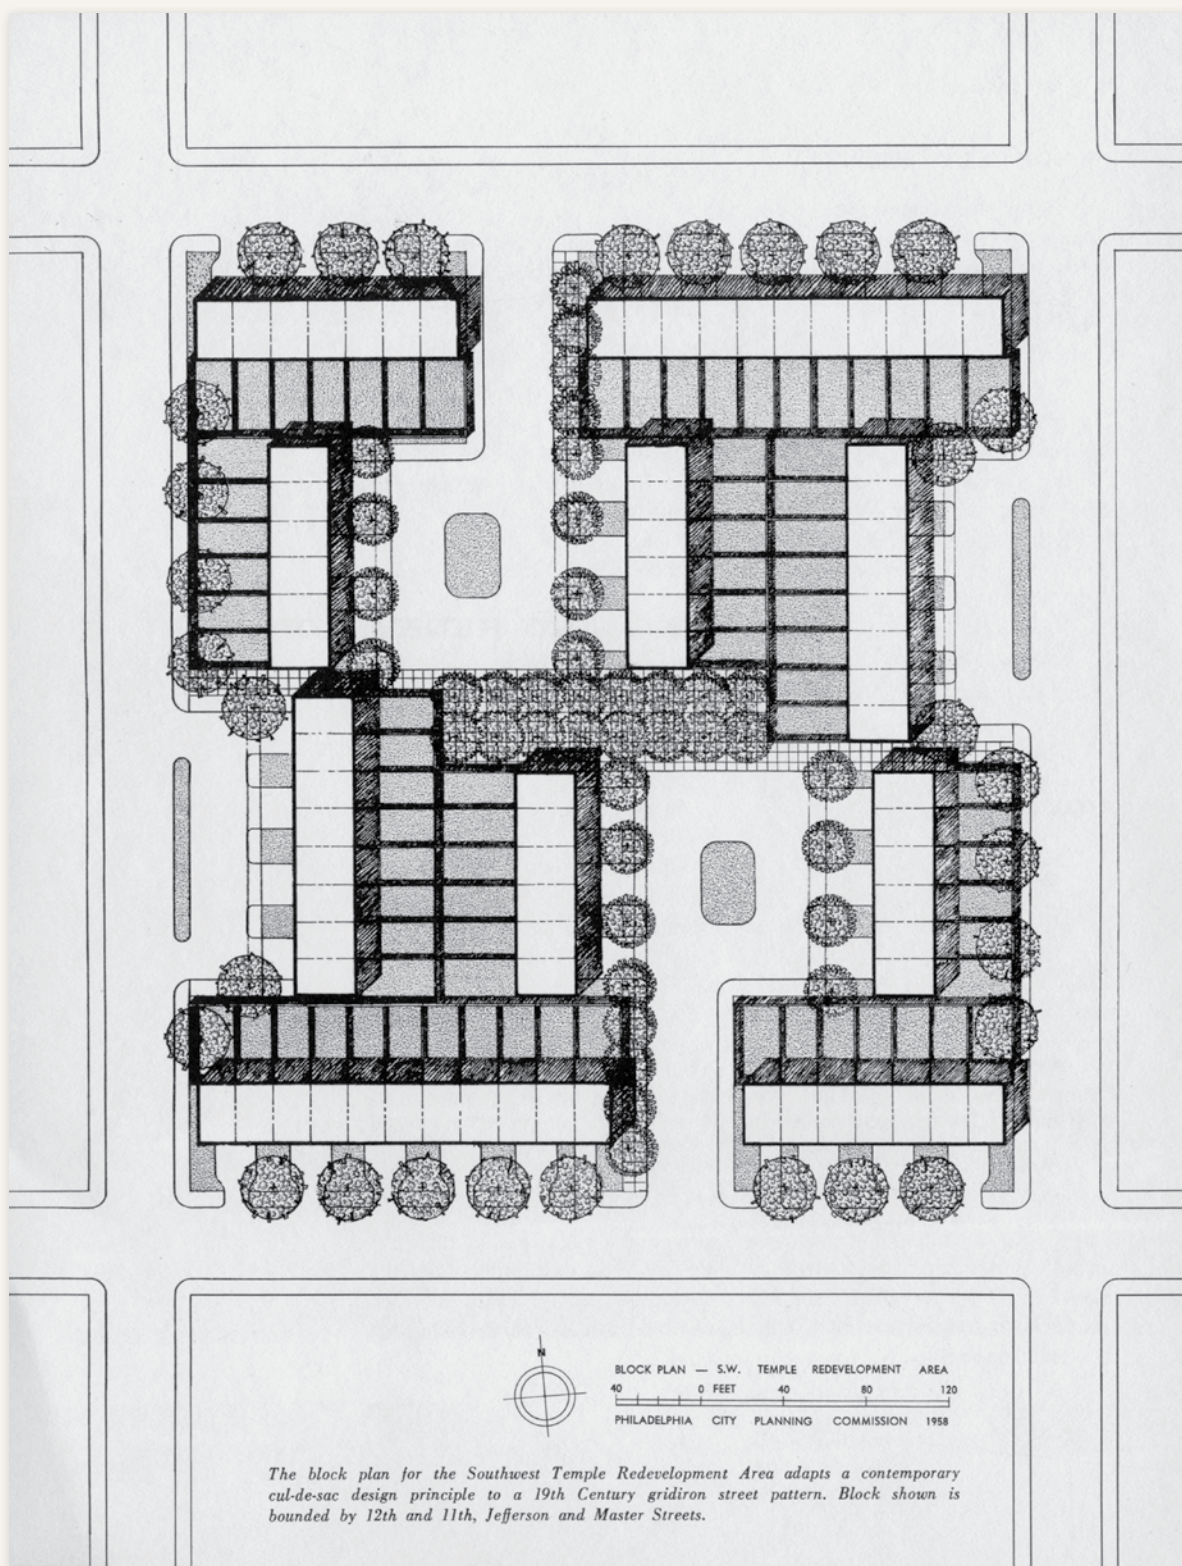 N
BLOCK PLAN — S.W. TEMPLE REDEVELOPMENT AREA
40 0 FEET 40 80 120
PHILADELPHIA CITY PLANNING COMMISSION 1958
The block plan for the Southwest Temple Redevelopment Area adapts a contemporary
cul-de-sac design principle to a 19th Century gridiron street pattern. Block shown is
bounded by 12th and 11th, Jefferson and Master Streets.